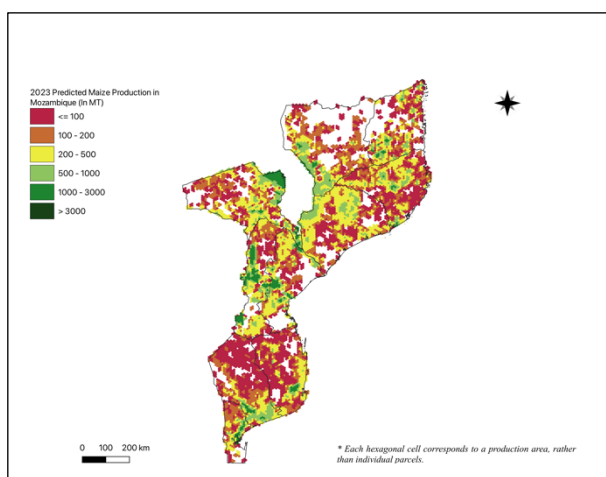 2023 Predicted Maize Production in
Mozambique (In MT)
<= 100
100 - 200
200 - 500
500 - 1000
1000 - 3000
> 3000
0 100 200 km
* Each hexagonal cell corresponds to a production area, rather
than individual parcels.